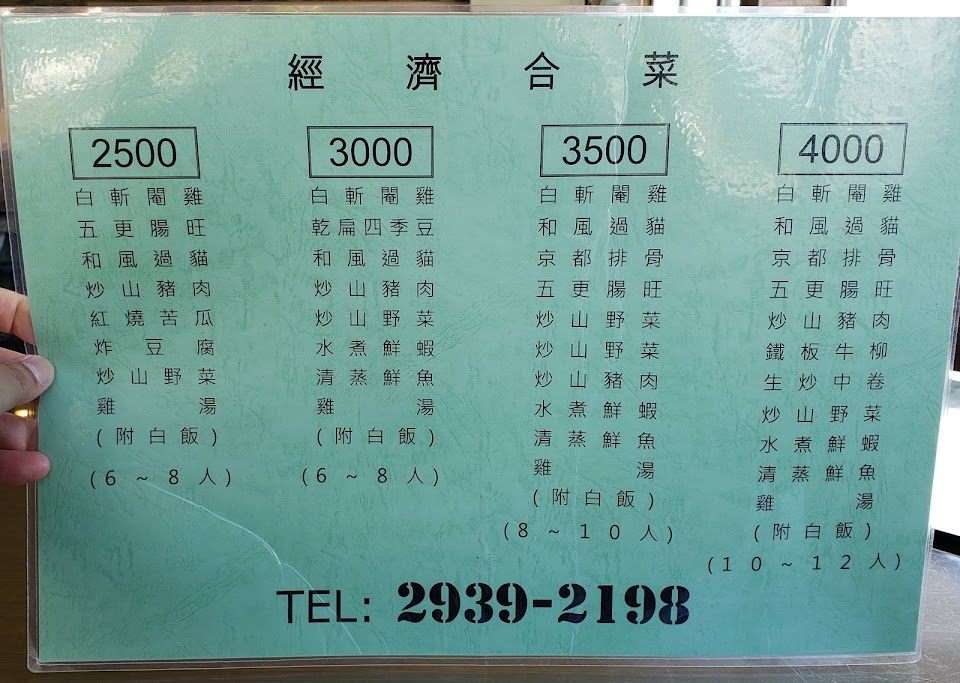 經濟合菜
2500
白斬閹雞
五更腸旺
和風過貓
炒山豬肉
紅燒苦瓜
炸豆腐
炒山野菜
雞湯
(附白飯)
(6~8人)
3000
白斬閹雞
乾扁四季豆
和風過貓
炒山豬肉
炒山野菜
水煮鮮蝦
清蒸鮮魚
雞湯
(附白飯)
(6~8人)
3500
白斬閹雞
和風過貓
京都排骨
五更腸旺
炒山野菜
炒山野菜
炒山豬肉
水煮鮮蝦
清蒸鮮魚
雞湯
(附白飯)
(8~10人)
4000
白斬閹雞
和風過貓
京都排骨
五更腸旺
炒山豬肉
鐵板牛柳
生炒中卷
炒山野菜
水煮鮮蝦
清蒸鮮魚
雞湯
(附白飯)
(10~12人)
TEL: 2939-2198